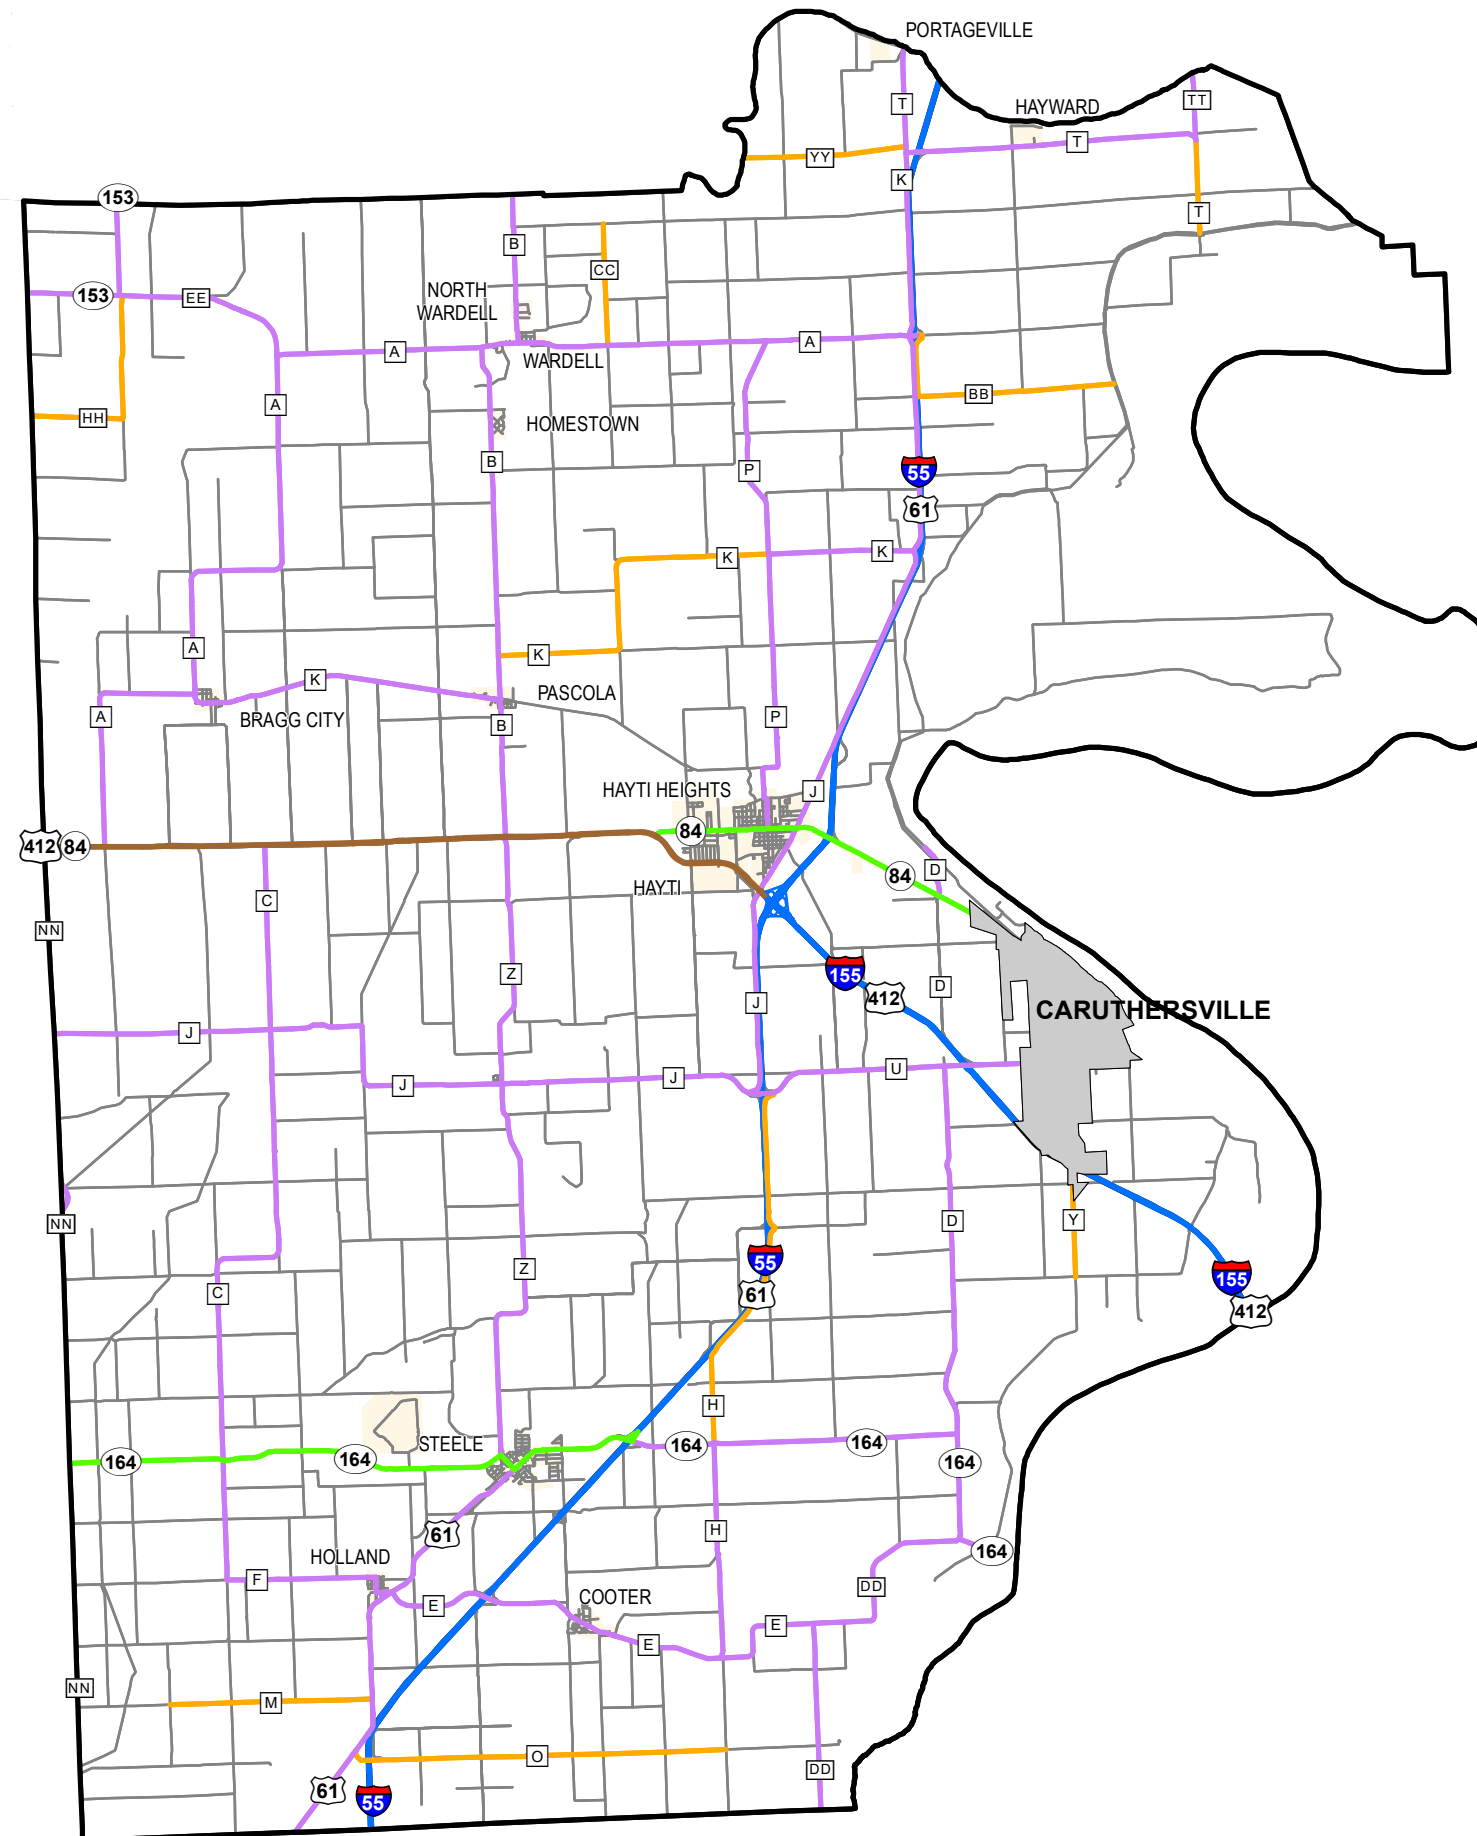 PORTAGEVILLE
T
TT
HAYWARD
T
YY
K
153
T
B
CC
153
EE
NORTH
WARDELL
A
A
WARDELL
BB
A
HH
HOMESTOWN
B
P
55
61
K
K
A
K
K
PASCOLA
A
BRAGG CITY
P
B
HAYTI HEIGHTS
J
84
412
84
D
84
HAYTI
C
NN
Z
155
412
D
J
CARUTHERSVILLE
J
U
J
J
NN
D
Y
55
Z
155
C
61
412
H
STEELE
164
164
164
164
164
61
H
HOLLAND
164
F
DD
COOTER
E
E
E
NN
M
O
DD
61
55